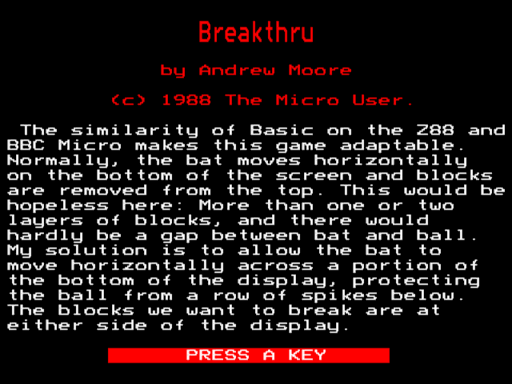 Breakthru
by Andrew Moore
(c) 1988 The Micro User.
The similarity of Basic on the Z88 and
BBC Micro makes this game adaptable.
Normally, the bat moves horizontally
on the bottom of the screen and blocks
are removed from the top. This would be
hopeless here: More than one or two
layers of blocks, and there would
hardly be a gap between bat and ball.
My solution is to allow the bat to
move horizontally across a portion of
the bottom of the display, protecting
the ball from a row of spikes below.
The blocks we want to break are at
either side of the display.
PRESS A KEY